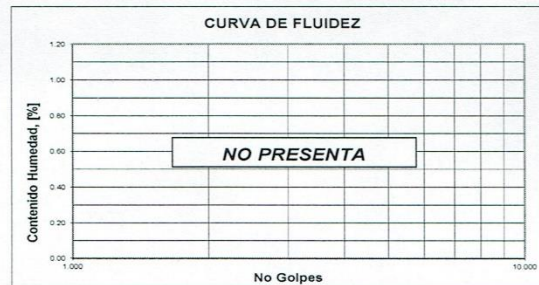 CURVA DE FLUIDEZ
Contenido Humedad, [%]
1.20
1.00
0.80
0.60
0.40
0.20
0.00
NO PRESENTA
1.000
10.000
No Golpes